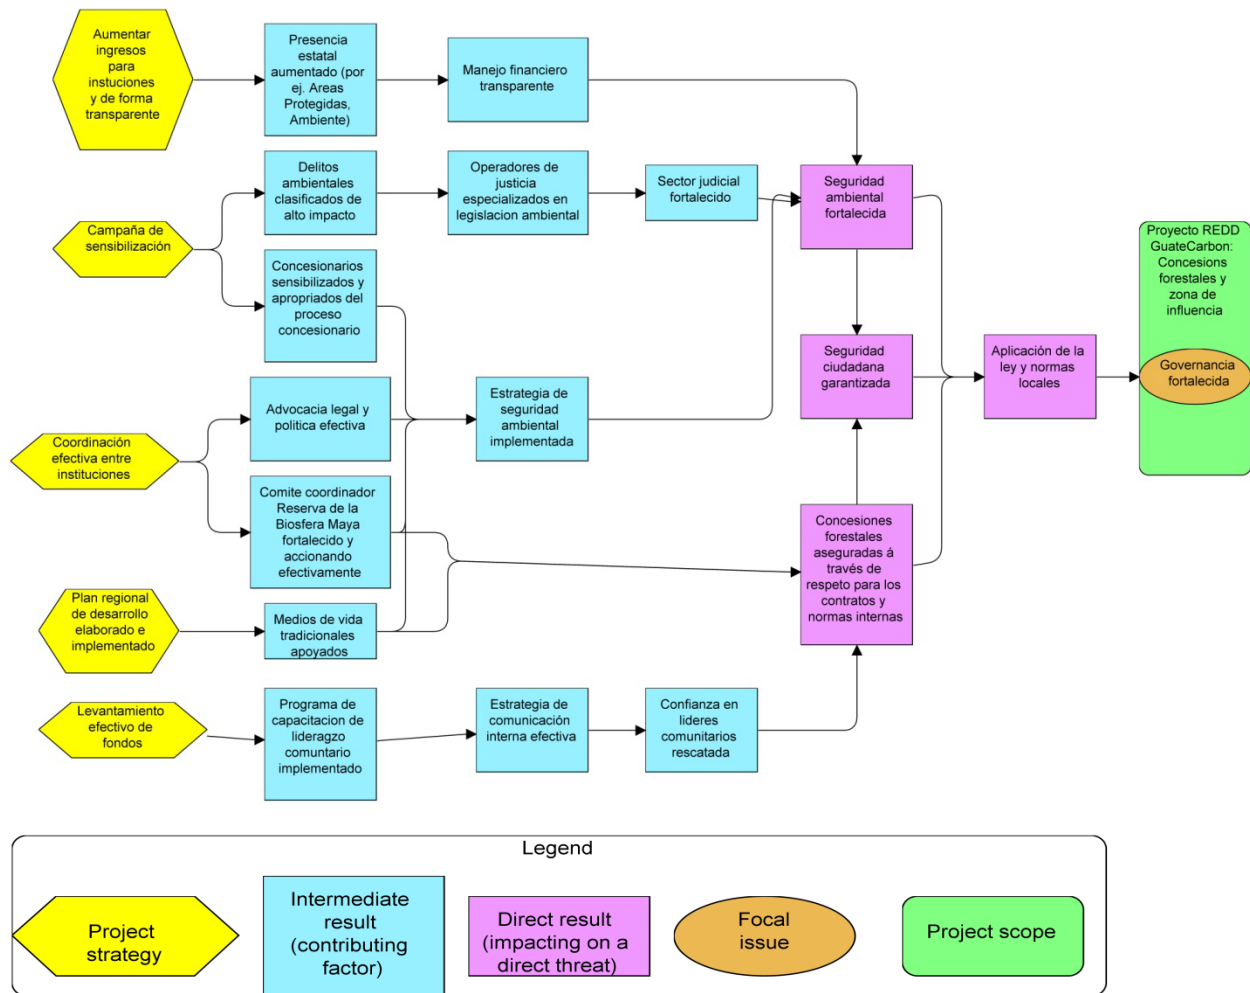 Aumentar
ingresos
para
instuciones
y de forma
transparente
Presencia
estatal
aumentado (por
ej. Areas
Protegidas,
Ambiente)
Manejo financiero
transparente
Campaña de
sensibilización
Delitos
ambientales
clasificados de
alto impacto
Operadores de
justicia
especializados en
legislacion ambiental
Sector judicial
fortalecido
Seguridad
ambiental
fortalecida
Concesionarios
sensibilizados y
apropriados del
proceso
concesionario
Seguridad
ciudadana
garantizada
Aplicación de la
ley y normas
locales
Proyecto REDD
GuateCarbon:
Concesions
forestales y
zona de
influencia
Governancia
fortalecida
Coordinación
efectiva entre
instituciones
Advocacia legal y
politica efectiva
Estrategia de
seguridad
ambiental
implementada
Comite coordinador
Reserva de la
Biosfera Maya
fortalecido y
accionando
efectivamente
Concesiones
forestales
aseguradas á
través de
respeto para los
contratos y
normas internas
Plan regional
de desarrollo
elaborado e
implementado
Medios de vida
tradicionales
apoyados
Levantamiento
efectivo de
fondos
Programa de
capacitacion de
lideragzo
comuntario
implementado
Estrategia de
comunicación
interna efectiva
Confianza en
lideres
comunitarios
rescatada
Legend
Project
strategy
Intermediate
result
(contributing
factor)
Direct result
(impacting on a
direct threat)
Focal
issue
Project scope